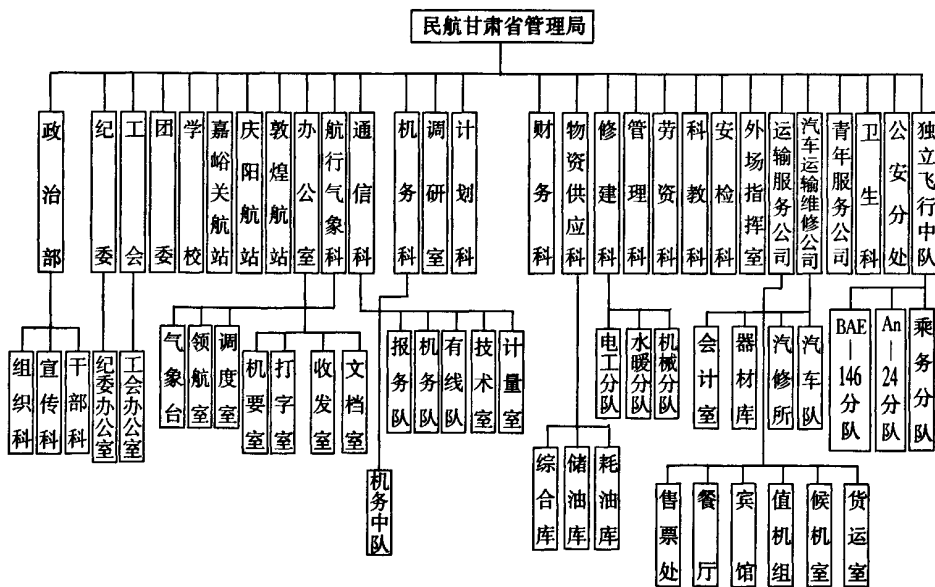 民航甘肃省管理局
政治部
纪委
工会
团委
学校
嘉峪关航站
庆阳航站
敦煌航站
办公室
航行气象科
通信科
机务科
调研室
计划科
财务科
物资供应科
修建科
管理科
劳资科
科教科
安检科
外场指挥室
运输服务公司
汽车运输维修公司
青年服务公司
卫生科
公安分处
独立飞行中队
组织科
宣传科
干部科
纪委办公室
工会办公室
气象台
领航室
调度室
机要室
打字室
收发室
文档室
报务队
机务队
有线队
技术室
计量室
机务中队
电工分队
水暖分队
机械分队
综合库
储油库
耗油库
会计室
器材库
汽修所
汽车队
BAE—146分队
An—24分队
乘务分队
售票处
餐厅
宾馆
值机组
候机室
货运室